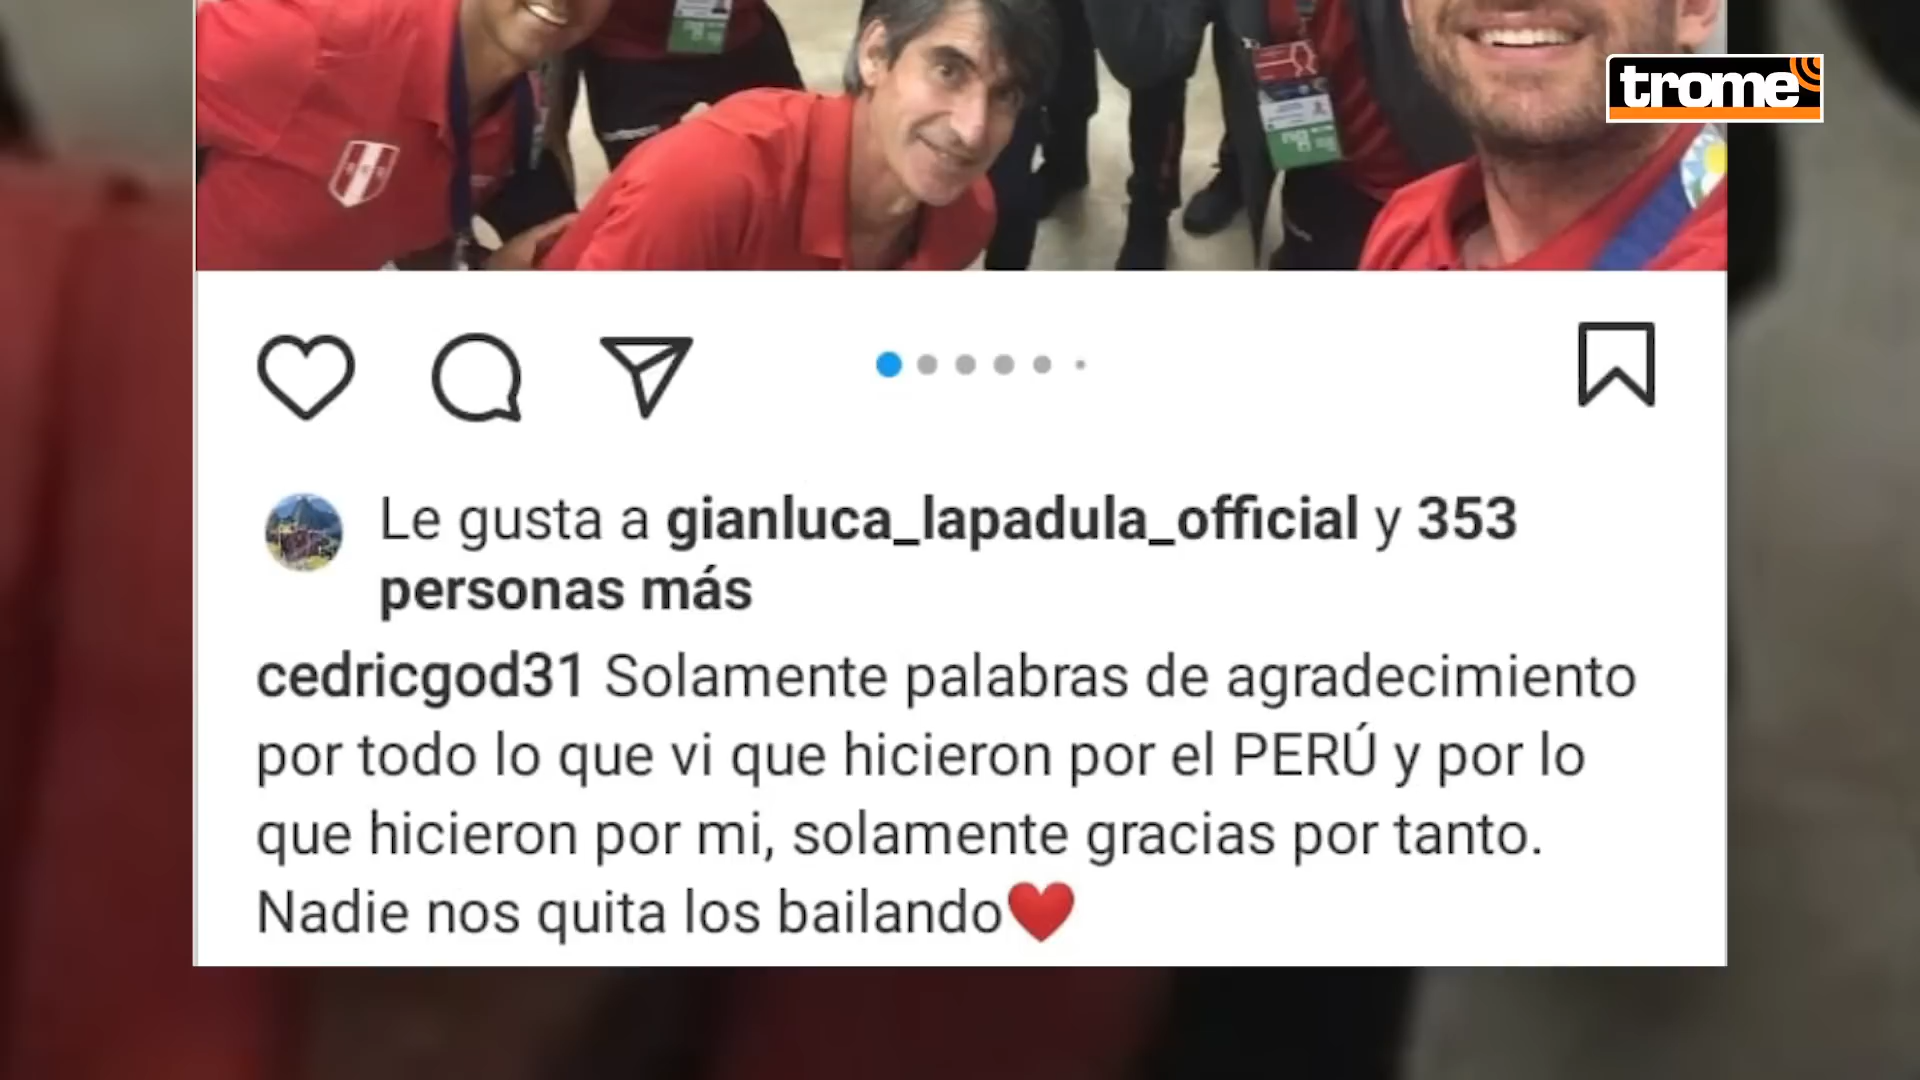 trome
Le gusta a gianluca_lapadula_official y 353
personas más
cedricgod31 Solamente palabras de agradecimiento
por todo lo que vi que hicieron por el PERÚ y por lo
que hicieron por mi, solamente gracias por tanto.
Nadie nos quita los bailando❤️